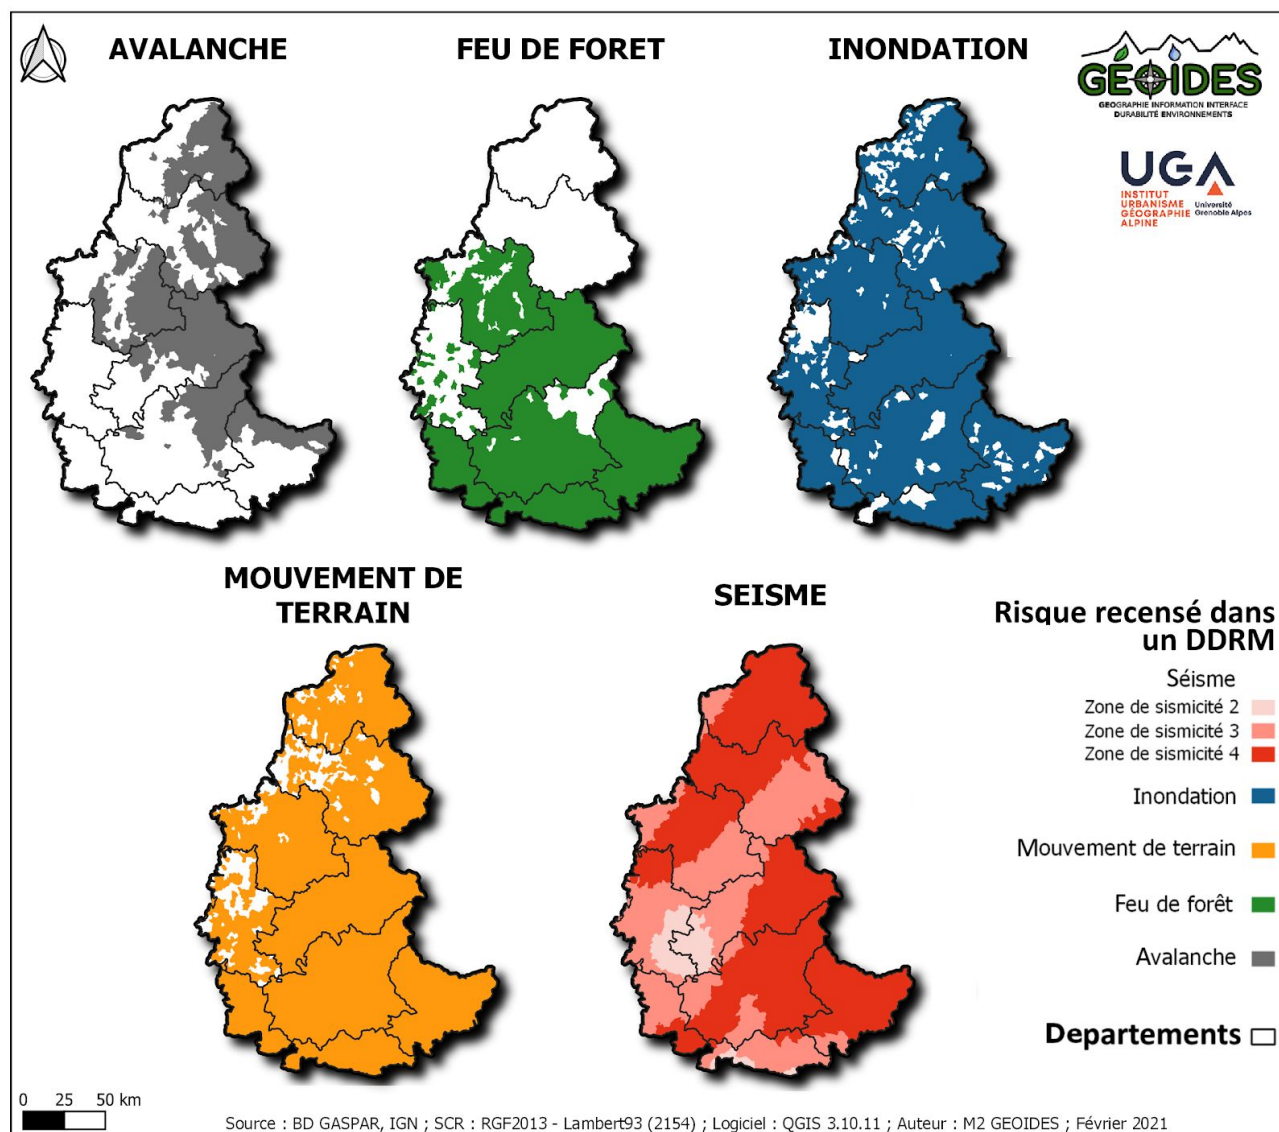 AVALANCHE
FEU DE FORET
INONDATION
GÉOÏDES
GEOGRAPHIE INFORMATION INTERFACE
DURABILITÉ ENVIRONNEMENTS
UGA
INSTITUT
URBANISME
GÉOGRAPHIE
ALPINE
Université
Grenoble Alpes
MOUVEMENT DE
TERRAIN
SEISME
Risque recensé dans
un DDRM
Séisme
Zone de sismicité 2
Zone de sismicité 3
Zone de sismicité 4
Inondation
Mouvement de terrain
Feu de forêt
Avalanche
Departements
0 25 50 km
Source : BD GASPAR, IGN ; SCR : RGF2013 - Lambert93 (2154) ; Logiciel : QGIS 3.10.11 ; Auteur : M2 GEOIDES ; Février 2021